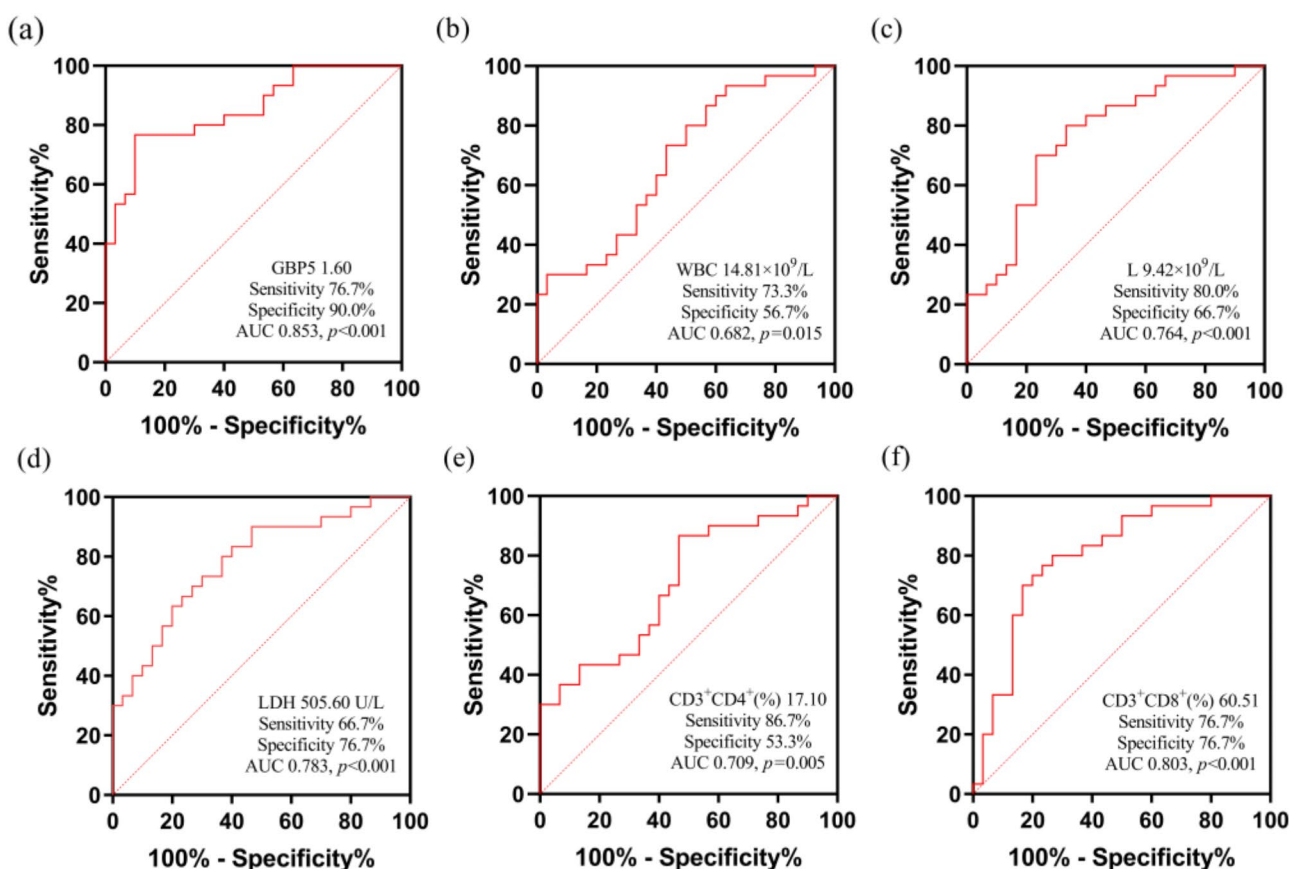 (a)
100
80
60
40
20
0
Sensitivity%
GBP5 1.60
Sensitivity 76.7%
Specificity 90.0%
AUC 0.853, p<0.001
0 20 40 60 80 100
100% - Specificity%
(b)
100
80
60
40
20
0
Sensitivity%
WBC 14.81×10⁹/L
Sensitivity 73.3%
Specificity 56.7%
AUC 0.682, p=0.015
0 20 40 60 80 100
100% - Specificity%
(c)
100
80
60
40
20
0
Sensitivity%
L 9.42×10⁹/L
Sensitivity 80.0%
Specificity 66.7%
AUC 0.764, p<0.001
0 20 40 60 80 100
100% - Specificity%
(d)
100
80
60
40
20
0
Sensitivity%
LDH 505.60 U/L
Sensitivity 66.7%
Specificity 76.7%
AUC 0.783, p<0.001
0 20 40 60 80 100
100% - Specificity%
(e)
100
80
60
40
20
0
Sensitivity%
CD3⁺CD4⁺(%) 17.10
Sensitivity 86.7%
Specificity 53.3%
AUC 0.709, p=0.005
0 20 40 60 80 100
100% - Specificity%
(f)
100
80
60
40
20
0
Sensitivity%
CD3⁺CD8⁺(%) 60.51
Sensitivity 76.7%
Specificity 76.7%
AUC 0.803, p<0.001
0 20 40 60 80 100
100% - Specificity%